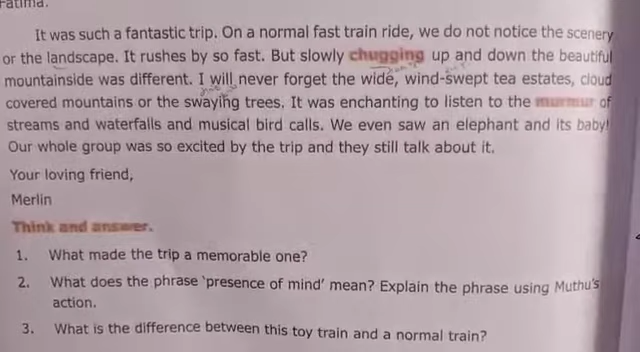 Fatima.
It was such a fantastic trip. On a normal fast train ride, we do not notice the scenery
or the landscape. It rushes by so fast. But slowly chugging up and down the beautiful
mountainside was different. I will never forget the wide, wind-swept tea estates, cloud
covered mountains or the swaying trees. It was enchanting to listen to the murmur of
streams and waterfalls and musical bird calls. We even saw an elephant and its baby!
Our whole group was so excited by the trip and they still talk about it.
Your loving friend,
Merlin
Think and answer.
1. What made the trip a memorable one?
2. What does the phrase 'presence of mind' mean? Explain the phrase using Muthu's
action.
3. What is the difference between this toy train and a normal train?